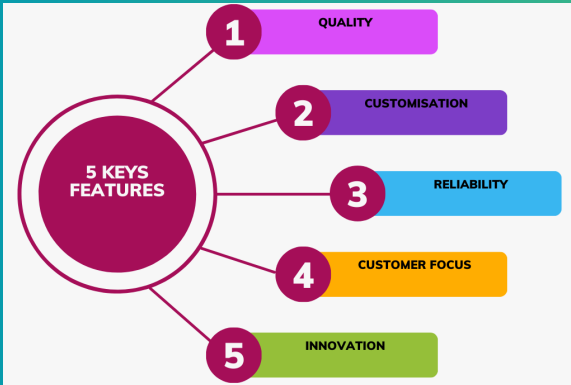 1
QUALITY
2
CUSTOMISATION
5 KEYS
FEATURES
3
RELIABILITY
4
CUSTOMER FOCUS
5
INNOVATION